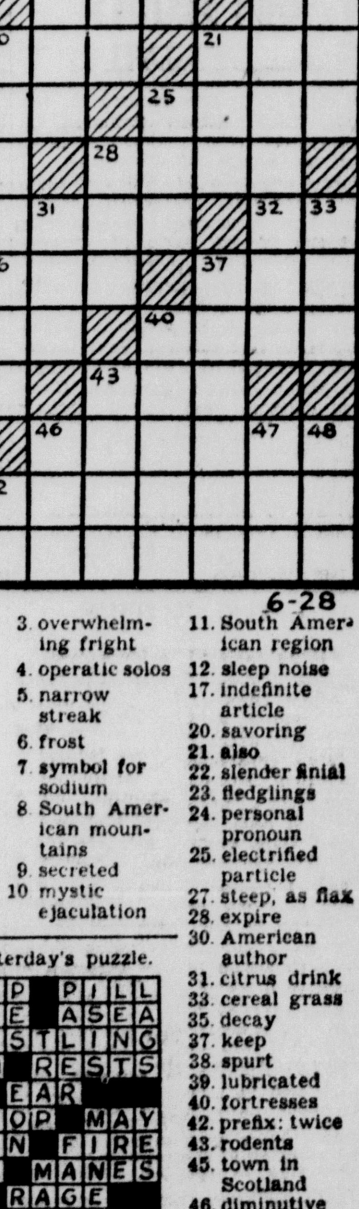 21
25
28
31 32 33
37
40
43
46 47 48
6-28
3. overwhelm-
ing fright
4. operatic solos
5. narrow
streak
6. frost
7. symbol for
sodium
8. South Amer-
ican moun-
tains
9. secreted
10. mystic
ejaculation
11. South Amer-
ican region
12. sleep noise
17. indefinite
article
20. savoring
21. also
22. slender finial
23. fledglings
24. personal
pronoun
25. electrified
particle
27. steep, as flax
28. expire
30. American
author
31. citrus drink
33. cereal grass
35. decay
37. keep
38. spurt
39. lubricated
40. fortresses
42. prefix: twice
43. rodents
45. town in
Scotland
46. diminutive
terday's puzzle.
P PILL
E ASEA
STLING
RESTS
EAR
OP MAY
N FIRE
MANES
RAGE